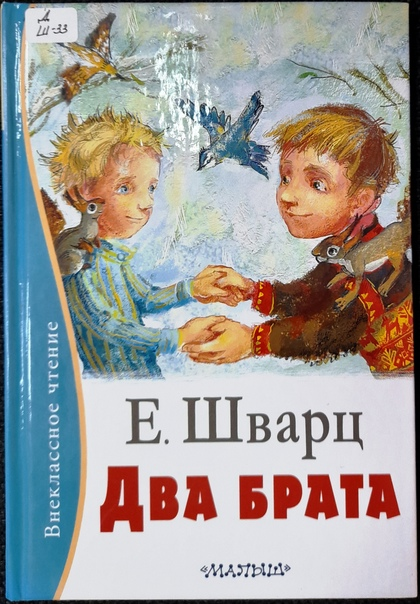 Д
Ш-33
Внеклассное чтение
Е. Шварц
ДВА БРАТА
«МАЛЫШ»